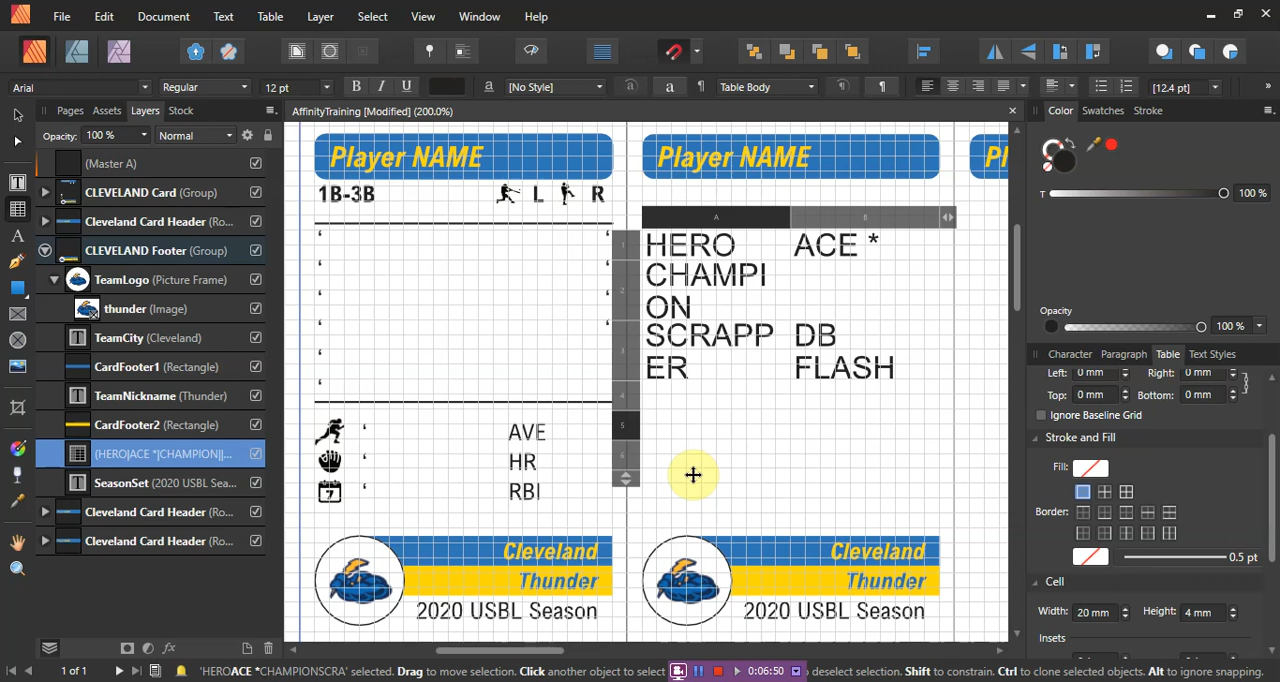 File Edit Document Text Table Layer Select View Window Help
Arial Regular 12 pt B I U a [No Style] a a ¶ Table Body ¶ ¶ [12.4 pt] »
Pages Assets Layers Stock
AffinityTraining [Modified] (200.0%)
Color Swatches Stroke
Opacity: 100 % Normal
(Master A)
CLEVELAND Card (Group)
Cleveland Card Header (Ro...
CLEVELAND Footer (Group)
TeamLogo (Picture Frame)
thunder (Image)
TeamCity (Cleveland)
CardFooter1 (Rectangle)
TeamNickname (Thunder)
CardFooter2 (Rectangle)
(HERO|ACE *|CHAMPION||...
SeasonSet (2020 USBL Sea...
Cleveland Card Header (Ro...
Cleveland Card Header (Ro...
Player NAME
1B-3B L R
AVE
HR
7 RBI
Cleveland
Thunder
2020 USBL Season
Player NAME
A B
1 HERO ACE *
2 CHAMPI
ON
3 SCRAPP DB
ER FLASH
4
5
6
Cleveland
Thunder
2020 USBL Season
Pl
T 100 %
Opacity
100 %
Character Paragraph Table Text Styles
Left: 0 mm Right: 0 mm
Top: 0 mm Bottom: 0 mm
Ignore Baseline Grid
Stroke and Fill
Fill:
Border:
0.5 pt
Cell
Width: 20 mm Height: 4 mm
Insets
1 of 1 'HEROACE *CHAMPIONSCRA' selected. Drag to move selection. Click another object to select 0:06:50 deselect selection. Shift to constrain. Ctrl to clone selected objects. Alt to ignore snapping.